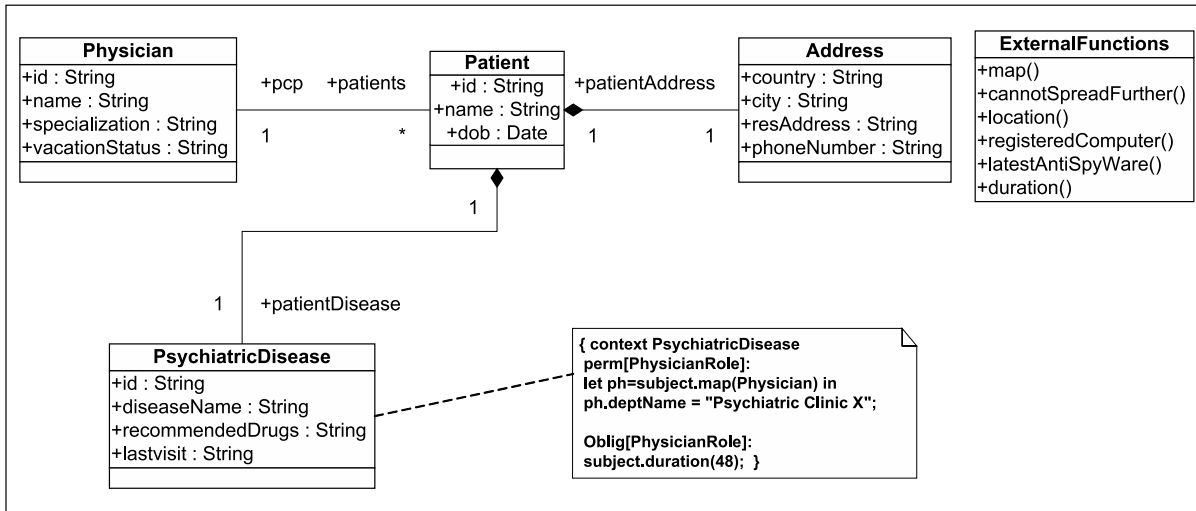 Physician
+id : String
+name : String
+specialization : String
+vacationStatus : String
+pcp
+patients
1
*
Patient
+id : String
+name : String
+dob : Date
+patientAddress
1
1
Address
+country : String
+city : String
+resAddress : String
+phoneNumber : String
ExternalFunctions
+map()
+cannotSpreadFurther()
+location()
+registeredComputer()
+latestAntiSpyWare()
+duration()
1
1
+patientDisease
PsychiatricDisease
+id : String
+diseaseName : String
+recommendedDrugs : String
+lastvisit : String
{ context PsychiatricDisease
perm[PhysicianRole]:
let ph=subject.map(Physician) in
ph.deptName = "Psychiatric Clinic X";
Oblig[PhysicianRole]:
subject.duration(48); }